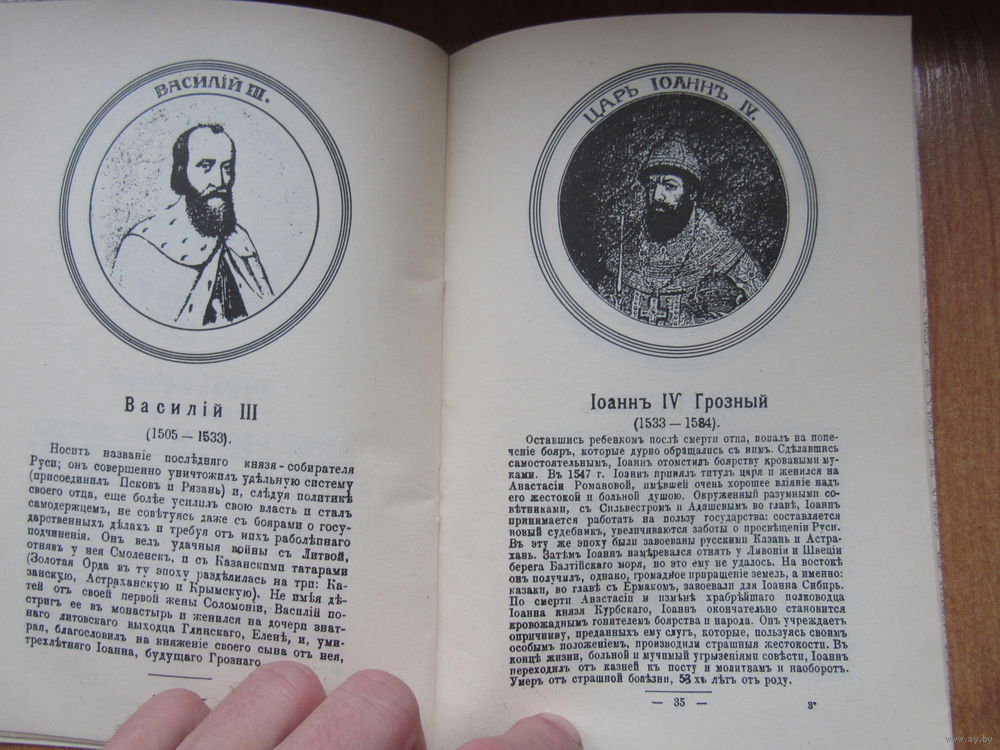 ВАСИЛІЙ III.
Василій III
(1505 — 1533).
Носитъ названіе послѣдняго князя-собирателя
Руси; онъ совершенно уничтожилъ удѣльную систему
(присоединилъ Псковъ и Рязань) и, слѣдуя политикѣ
своего отца, еще болѣе усилилъ свою власть и сталъ
самодержцемъ, не совѣтуясь даже съ боярами о госу-
дарственныхъ дѣлахъ и требуя отъ нихъ раболѣпнаго
подчиненія. Онъ велъ удачныя войны съ Литвой,
отнявъ у нея Смоленскъ, и съ Казанскими татарами
(Золотая Орда въ ту эпоху раздѣлилась на три: Ка-
занскую, Астраханскую и Крымскую). Не имѣя дѣ-
тей отъ своей первой жены Соломоніи, Василій по-
стригъ ее въ монастырь и женился на дочери знат-
наго литовскаго выходца Глинскаго, Еленѣ, и, уми-
рая, благословилъ на княженіе своего сына отъ нея,
трехлѣтняго Іоанна, будущаго Грознаго
ЦАРЬ ІОАННЪ IV.
Іоаннъ IV Грозный
(1533 — 1584).
Оставшись ребенкомъ послѣ смерти отца, попалъ на попе-
ченіе бояръ, которые дурно обращались съ нимъ. Сдѣлавшись
самостоятельнымъ, Іоаннъ отомстилъ боярству кровавыми му-
ками. Въ 1547 г. Іоаннъ принялъ титулъ царя и женился на
Анастасіи Романовой, имѣвшей очень хорошее вліяніе надъ
его жестокой и больной душою. Окруженный разумными со-
вѣтниками, съ Сильвестромъ и Адашевымъ во главѣ, Іоаннъ
принимается работать на пользу государства: составляется
новый судебникъ, увеличиваются заботы о просвѣщеніи Руси.
Въ эту же эпоху были завоеваны русскими Казань и Астра-
хань. Затѣмъ Іоаннъ намѣревался отнять у Ливоніи и Швеціи
берега Балтійскаго моря, но это ему не удалось. На востокѣ
онъ получилъ, однако, громадное приращеніе земель, а именно:
казаки, во главѣ съ Ермакомъ, завоевали для Іоанна Сибирь.
По смерти Анастасіи и измѣнѣ храбрѣйшаго полководца
Іоанна князя Курбскаго, Іоаннъ окончательно становится
кровожаднымъ гонителемъ боярства и народа. Онъ учреждаетъ
опричнину, преданныхъ ему слугъ, которые, пользуясь своимъ
особымъ положеніемъ, производили страшныя жестокости. Въ
концѣ жизни, больной и мучимый угрызеніями совѣсти, Іоаннъ
переходилъ отъ казней къ посту и молитвамъ и наоборотъ.
Умеръ отъ страшной болѣзни, 53 хъ лѣтъ отъ роду.
— 35 —
3*
www.ay.by